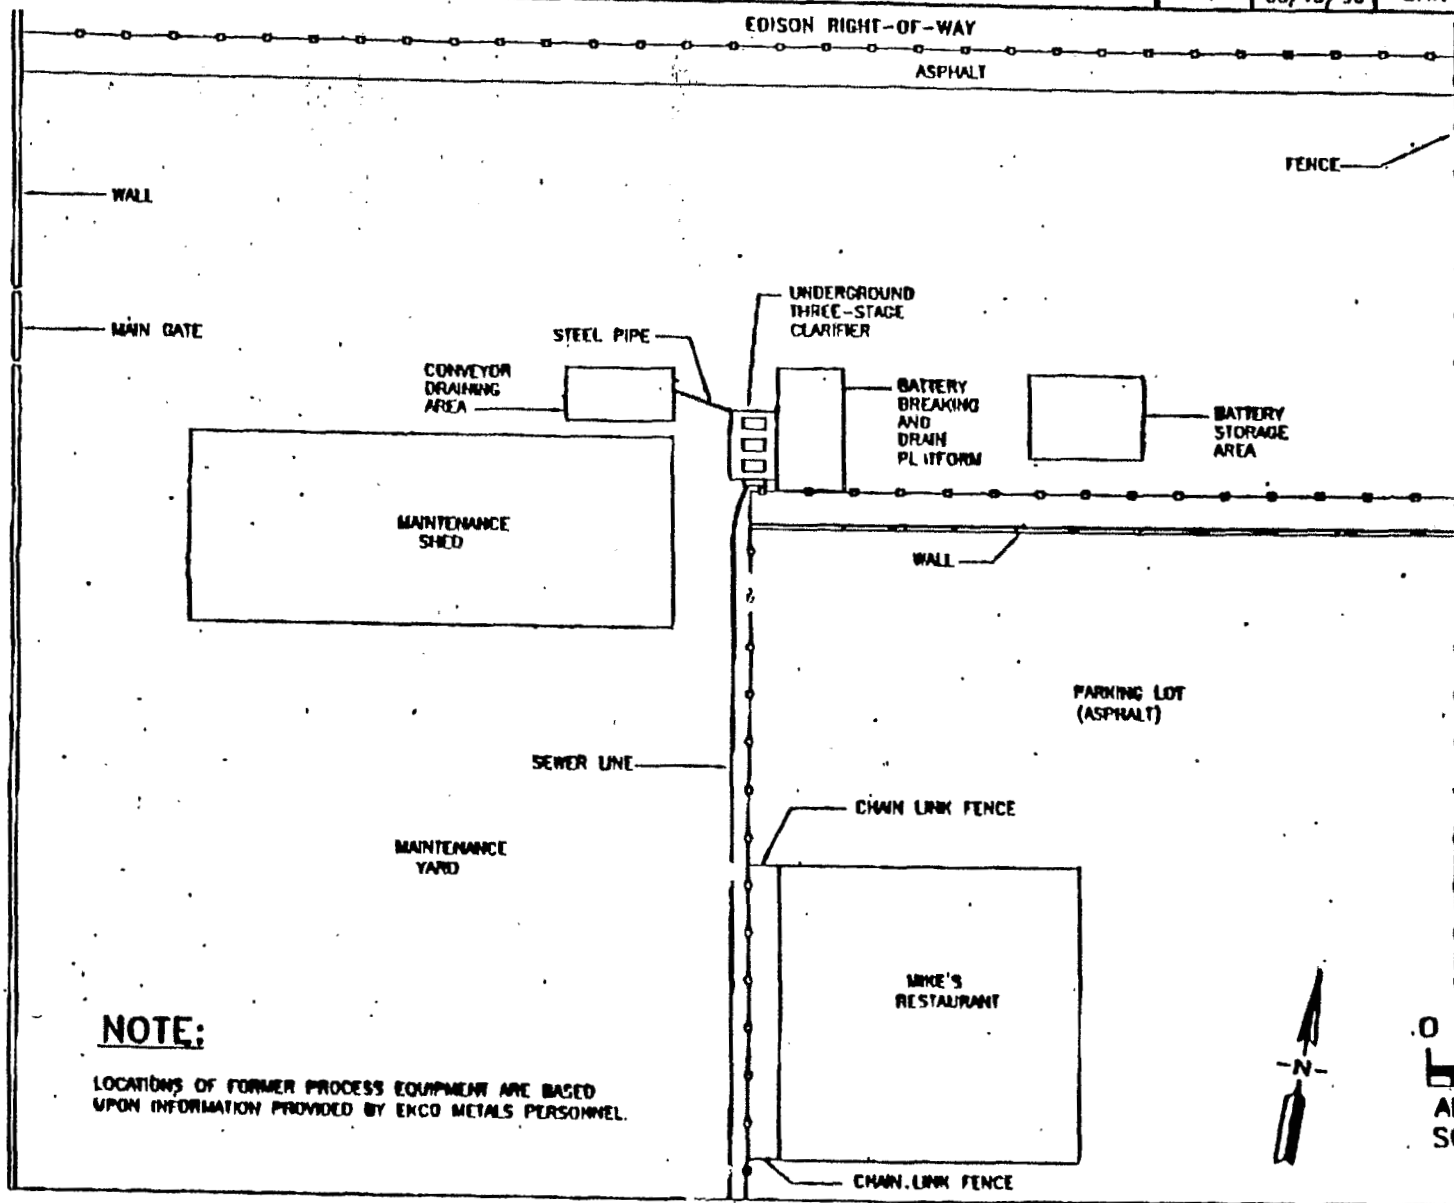 EDISON RIGHT-OF-WAY
ASPHALT
FENCE
WALL
MAIN GATE
UNDERGROUND
THREE-STAGE
CLARIFIER
STEEL PIPE
CONVEYOR
DRAINING
AREA
BATTERY
BREAKING
AND
DRAIN
PLATFORM
BATTERY
STORAGE
AREA
MAINTENANCE
SHED
WALL
PARKING LOT
(ASPHALT)
SEWER LINE
CHAIN LINK FENCE
MAINTENANCE
YARD
MIKE'S
RESTAURANT
NOTE:
LOCATIONS OF FORMER PROCESS EQUIPMENT ARE BASED
UPON INFORMATION PROVIDED BY EKCO METALS PERSONNEL.
-N-
0
CHAIN LINK FENCE